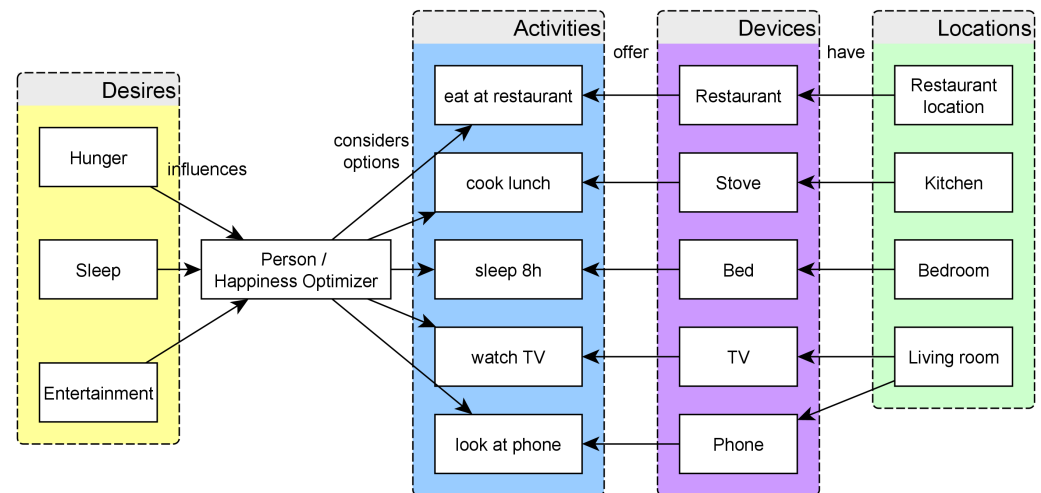 Desires
Hunger
Sleep
Entertainment
influences
Person /
Happiness Optimizer
considers
options
Activities
eat at restaurant
cook lunch
sleep 8h
watch TV
look at phone
offer
Devices
Restaurant
Stove
Bed
TV
Phone
have
Locations
Restaurant
location
Kitchen
Bedroom
Living room